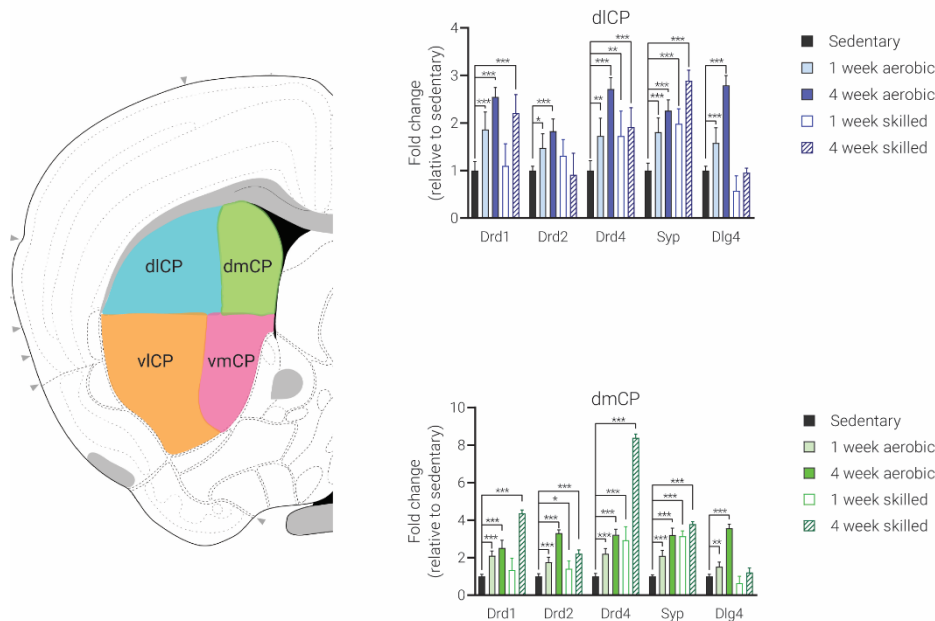 dlCP
dmCP
vlCP
vmCP
dlCP
Fold change
(relative to sedentary)
4
3
2
1
0
*** *** ***
* ***
** *** ** ***
*** *** *** ***
*** ***
Drd1 Drd2 Drd4 Syp Dlg4
Sedentary
1 week aerobic
4 week aerobic
1 week skilled
4 week skilled
dmCP
Fold change
(relative to sedentary)
10
8
6
4
2
0
*** *** ***
*** *** * ***
*** *** *** ***
*** *** *** ***
** ***
Drd1 Drd2 Drd4 Syp Dlg4
Sedentary
1 week aerobic
4 week aerobic
1 week skilled
4 week skilled